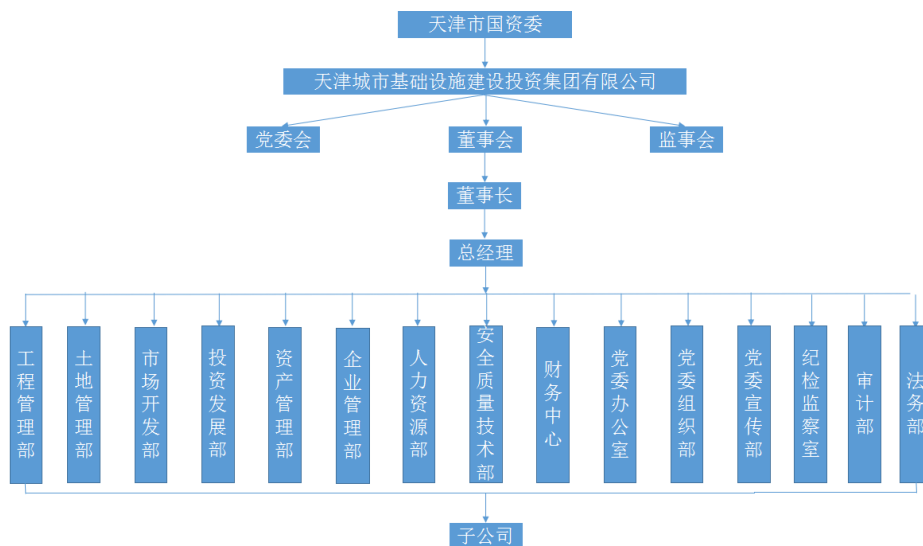 天津市国资委
天津城市基础设施建设投资集团有限公司
党委会
董事会
监事会
董事长
总经理
工程管理部
土地管理部
市场开发部
投资发展部
资产管理部
企业管理部
人力资源部
安全质量技术部
财务中心
党委办公室
党委组织部
党委宣传部
纪检监察室
审计部
法务部
子公司